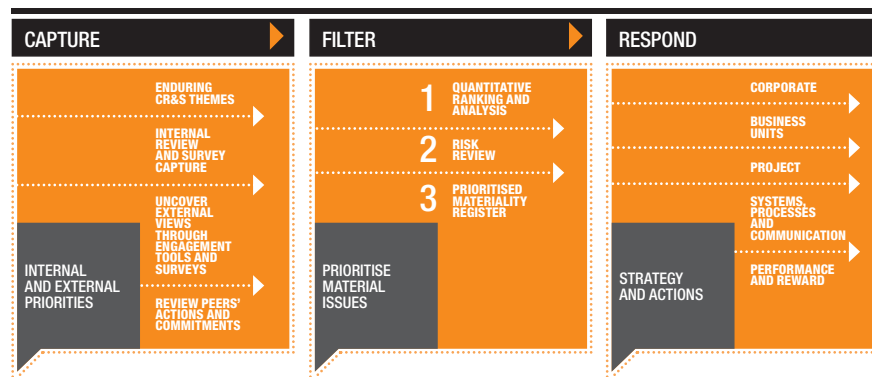 CAPTURE
ENDURING
CR&S THEMES
INTERNAL
REVIEW
AND SURVEY
CAPTURE
UNCOVER
EXTERNAL
VIEWS
THROUGH
ENGAGEMENT
TOOLS AND
SURVEYS
REVIEW PEERS'
ACTIONS AND
COMMITMENTS
INTERNAL
AND EXTERNAL
PRIORITIES
FILTER
1 QUANTITATIVE
RANKING AND
ANALYSIS
2 RISK
REVIEW
3 PRIORITISED
MATERIALITY
REGISTER
PRIORITISE
MATERIAL
ISSUES
RESPOND
CORPORATE
BUSINESS
UNITS
PROJECT
SYSTEMS,
PROCESSES
AND
COMMUNICATION
PERFORMANCE
AND REWARD
STRATEGY
AND ACTIONS